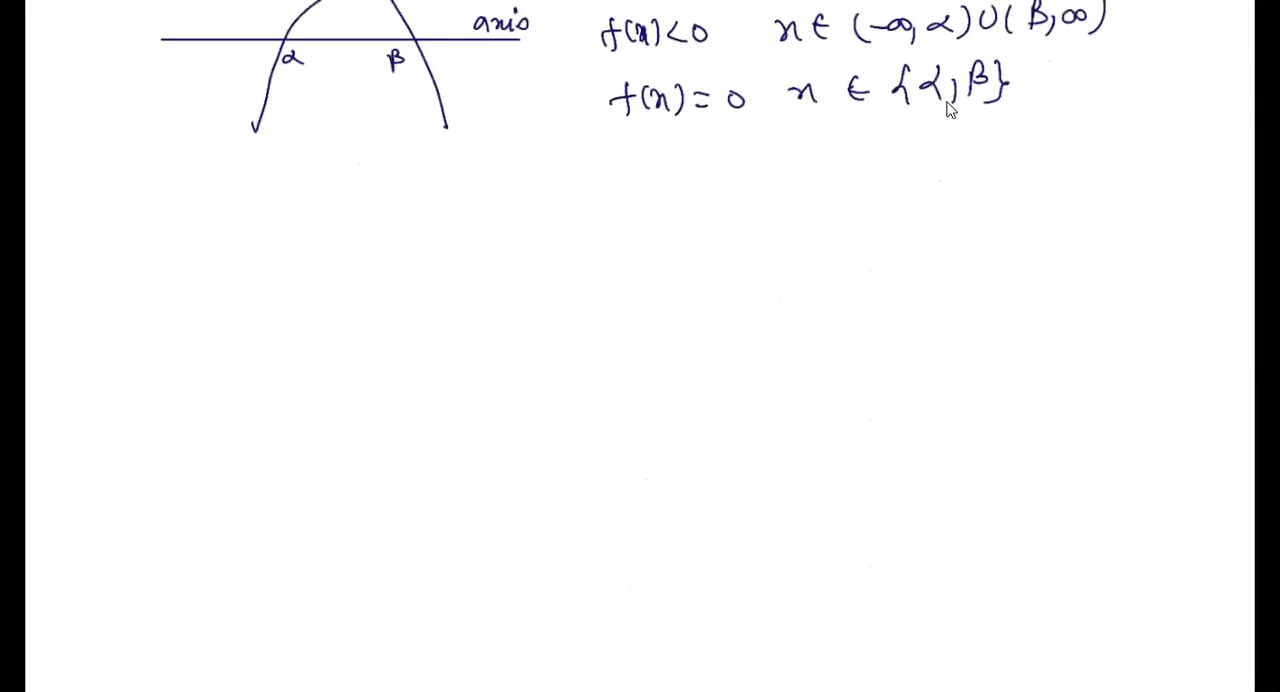 axis
f(x)<0 x ∈ (-∞, α) ∪ (β, ∞)
α β
f(x) = 0 x ∈ {α, β}